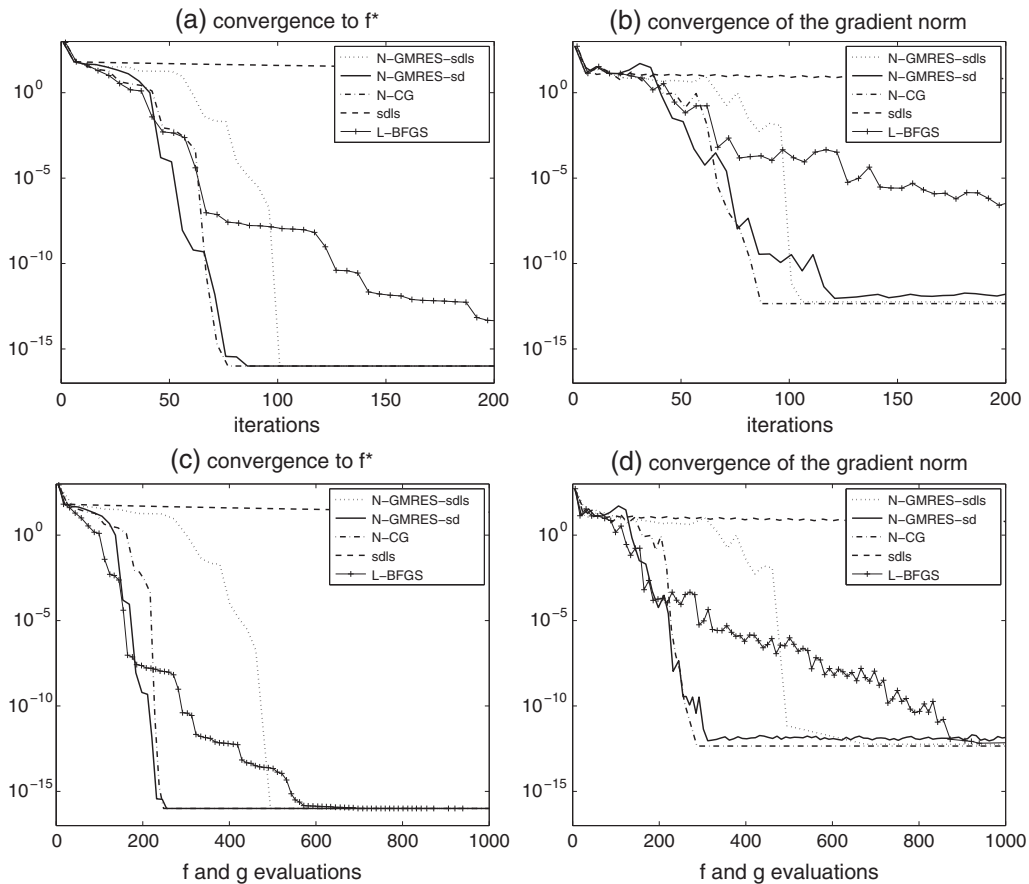 (a) convergence to f*
10^0
10^-5
10^-10
10^-15
N-GMRES-sdls
N-GMRES-sd
N-CG
sdls
L-BFGS
0 50 100 150 200
iterations
(b) convergence of the gradient norm
10^0
10^-5
10^-10
10^-15
N-GMRES-sdls
N-GMRES-sd
N-CG
sdls
L-BFGS
0 50 100 150 200
iterations
(c) convergence to f*
10^0
10^-5
10^-10
10^-15
N-GMRES-sdls
N-GMRES-sd
N-CG
sdls
L-BFGS
0 200 400 600 800 1000
f and g evaluations
(d) convergence of the gradient norm
10^0
10^-5
10^-10
10^-15
N-GMRES-sdls
N-GMRES-sd
N-CG
sdls
L-BFGS
0 200 400 600 800 1000
f and g evaluations